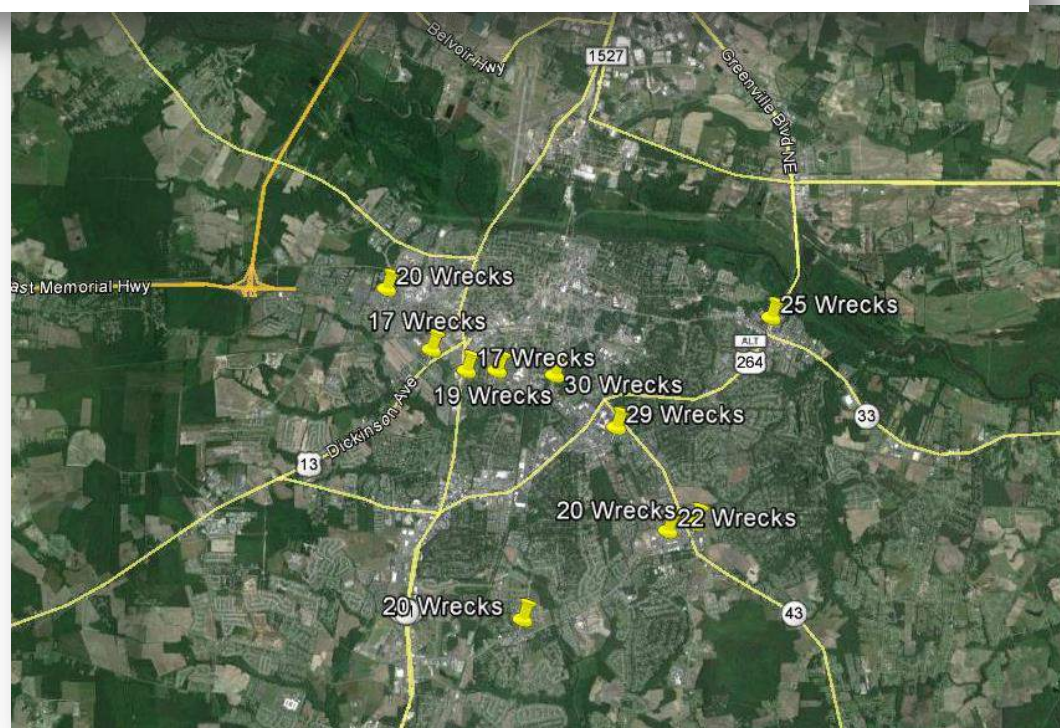 Belvoir Hwy
1527
Greenville Blvd NE
ast Memorial Hwy
20 Wrecks
25 Wrecks
17 Wrecks
ALT
264
17 Wrecks
19 Wrecks
30 Wrecks
Dickinson Ave
29 Wrecks
33
13
20 Wrecks
22 Wrecks
20 Wrecks
43